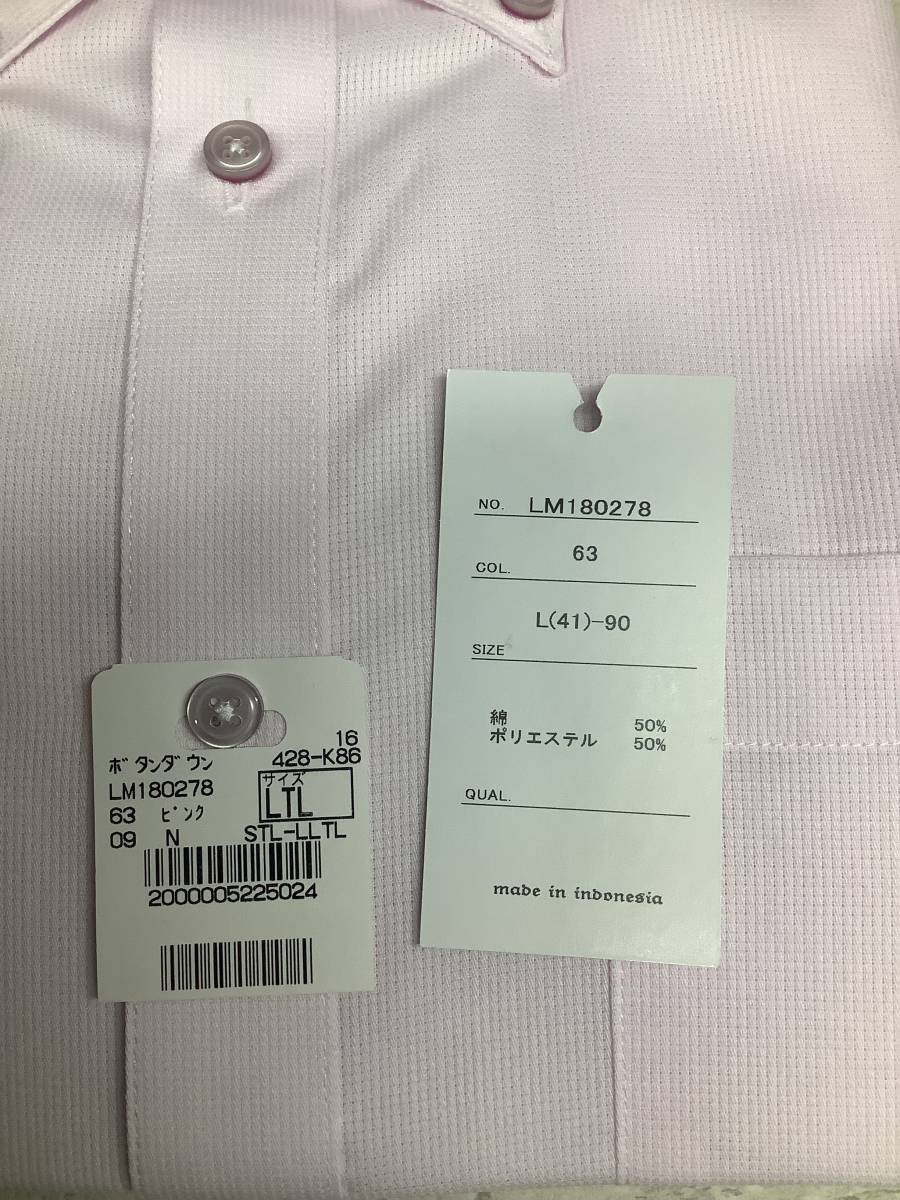 NO. LM180278
COL. 63
SIZE L(41)-90
綿 50%
ポリエステル 50%
QUAL.
made in indonesia
16
ﾎﾞﾀﾝﾀﾞｳﾝ 428-K86
LM180278 サイズ
63 ﾋﾟﾝｸ LTL
09 N STL-LLTL
2000005225024